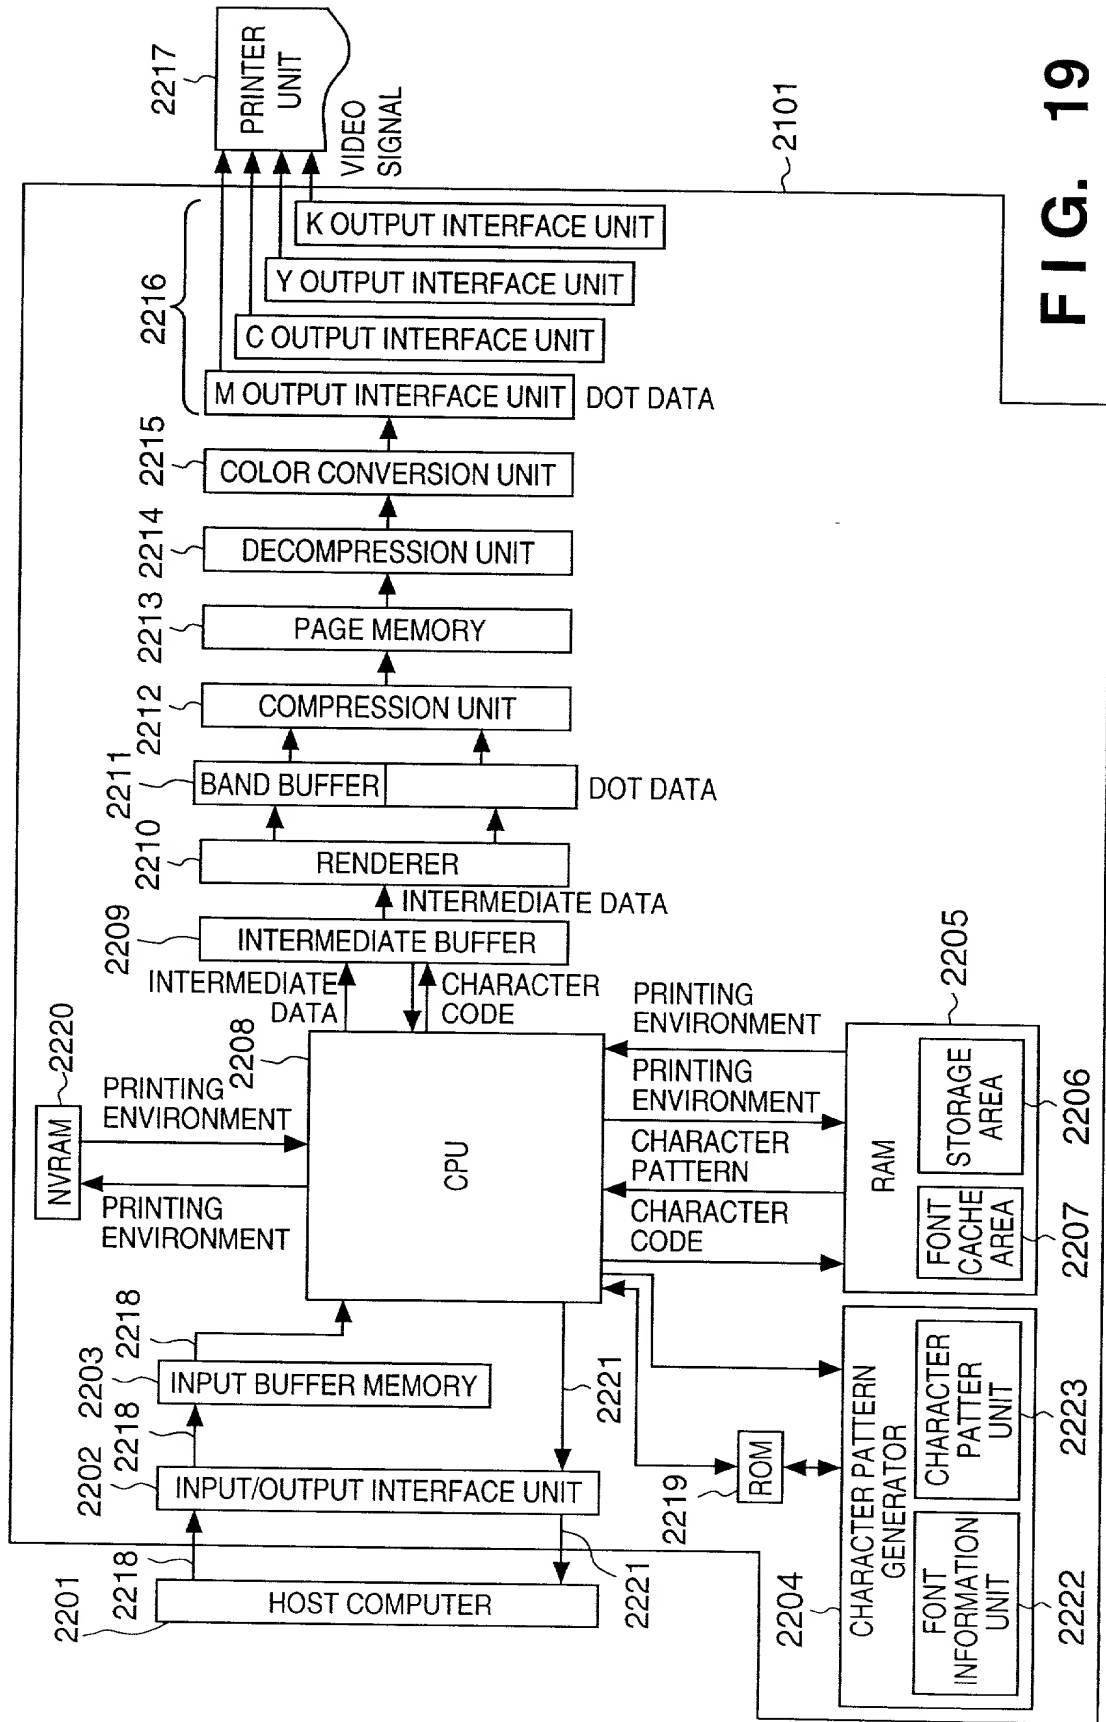 2217
PRINTER
UNIT
VIDEO
SIGNAL
2101
2216
K OUTPUT INTERFACE UNIT
Y OUTPUT INTERFACE UNIT
C OUTPUT INTERFACE UNIT
M OUTPUT INTERFACE UNIT
DOT DATA
2215
COLOR CONVERSION UNIT
2214
DECOMPRESSION UNIT
2213
PAGE MEMORY
2212
COMPRESSION UNIT
2211
BAND BUFFER
DOT DATA
2210
RENDERER
INTERMEDIATE DATA
2209
INTERMEDIATE BUFFER
INTERMEDIATE
DATA
CHARACTER
CODE
2220
NVRAM
PRINTING
ENVIRONMENT
PRINTING
ENVIRONMENT
2208
CPU
PRINTING
ENVIRONMENT
PRINTING
ENVIRONMENT
CHARACTER
PATTERN
CHARACTER
CODE
2205
RAM
STORAGE
AREA
2206
FONT
CACHE
AREA
2207
2218
2203
INPUT BUFFER MEMORY
2218
2202
INPUT/OUTPUT INTERFACE UNIT
2221
2218
2201
HOST COMPUTER
2221
2219
ROM
2204
CHARACTER PATTERN
GENERATOR
CHARACTER
PATTER
UNIT
2223
FONT
INFORMATION
UNIT
2222
FIG. 19